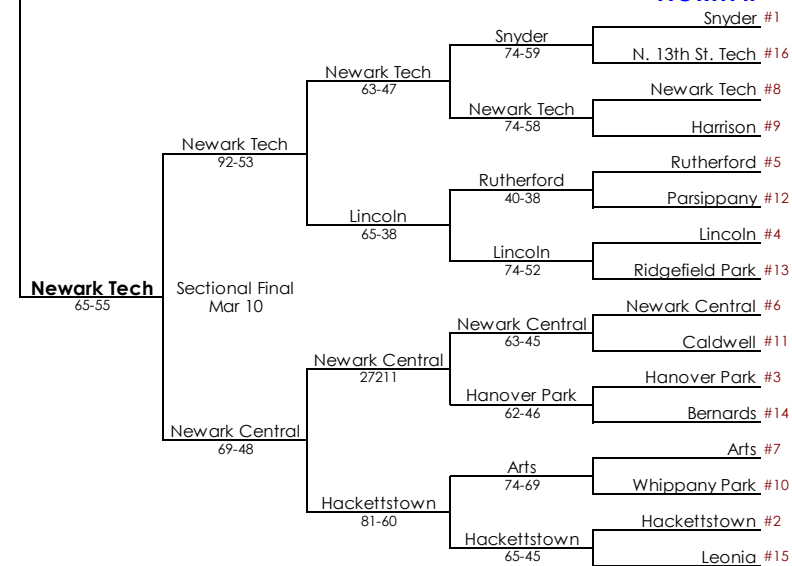 Snyder #1
Snyder
74-59
N. 13th St. Tech #16
Newark Tech
63-47
Newark Tech #8
Newark Tech
74-58
Harrison #9
Newark Tech
92-53
Rutherford #5
Rutherford
40-38
Parsippany #12
Lincoln
65-38
Lincoln #4
Lincoln
74-52
Ridgefield Park #13
Newark Tech
65-55
Sectional Final
Mar 10
Newark Central #6
Newark Central
63-45
Caldwell #11
Newark Central
27211
Hanover Park #3
Hanover Park
62-46
Bernards #14
Newark Central
69-48
Arts #7
Arts
74-69
Whippany Park #10
Hackettstown
81-60
Hackettstown #2
Hackettstown
65-45
Leonia #15